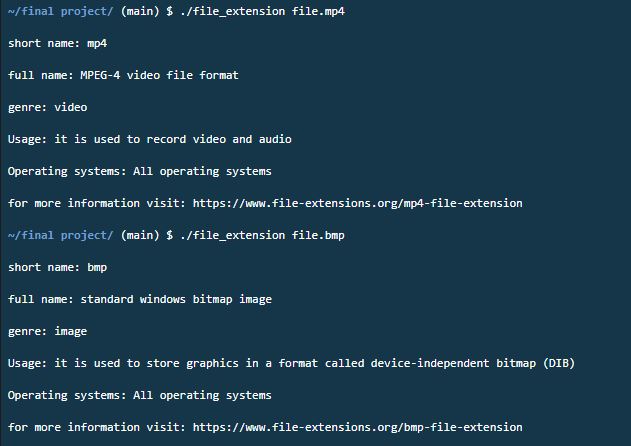 ~/final project/ (main) $ ./file_extension file.mp4
short name: mp4
full name: MPEG-4 video file format
genre: video
Usage: it is used to record video and audio
Operating systems: All operating systems
for more information visit: https://www.file-extensions.org/mp4-file-extension
~/final project/ (main) $ ./file_extension file.bmp
short name: bmp
full name: standard windows bitmap image
genre: image
Usage: it is used to store graphics in a format called device-independent bitmap (DIB)
Operating systems: All operating systems
for more information visit: https://www.file-extensions.org/bmp-file-extension